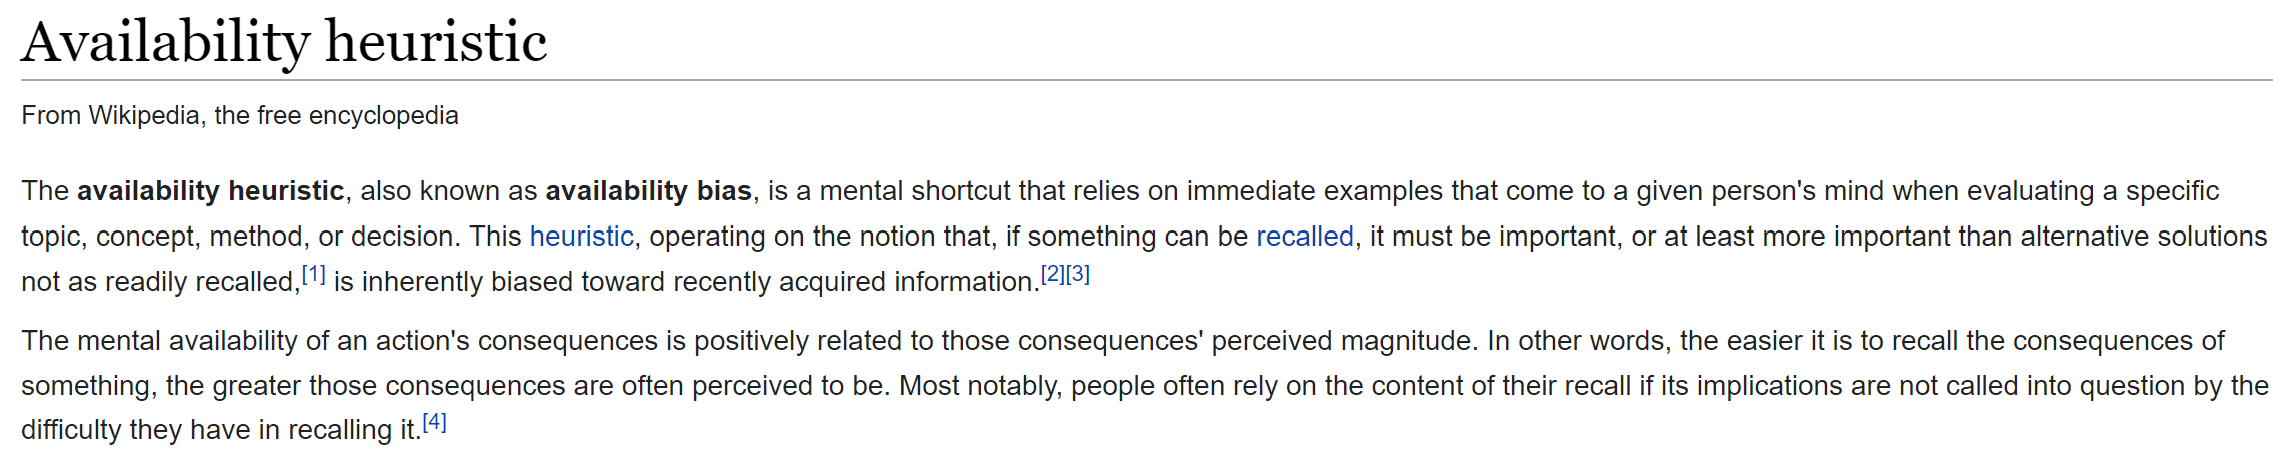 Availability heuristic
From Wikipedia, the free encyclopedia
The availability heuristic, also known as availability bias, is a mental shortcut that relies on immediate examples that come to a given person's mind when evaluating a specific
topic, concept, method, or decision. This heuristic, operating on the notion that, if something can be recalled, it must be important, or at least more important than alternative solutions
not as readily recalled,[1] is inherently biased toward recently acquired information.[2][3]
The mental availability of an action's consequences is positively related to those consequences' perceived magnitude. In other words, the easier it is to recall the consequences of
something, the greater those consequences are often perceived to be. Most notably, people often rely on the content of their recall if its implications are not called into question by the
difficulty they have in recalling it.[4]